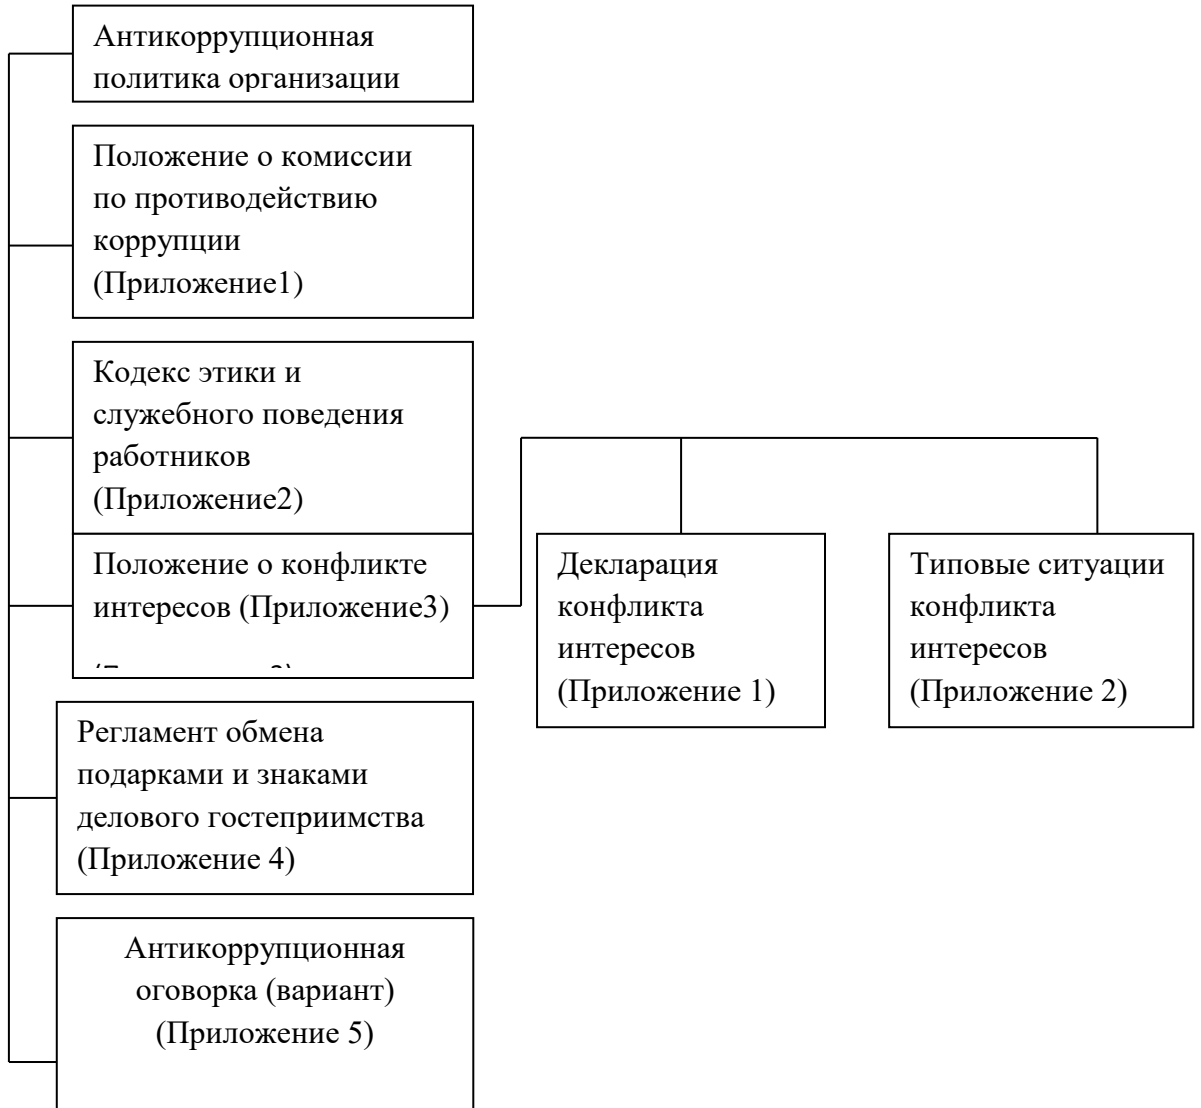 Антикоррупционная
политика организации
Положение о комиссии
по противодействию
коррупции
(Приложение1)
Кодекс этики и
служебного поведения
работников
(Приложение2)
Положение о конфликте
интересов (Приложение3)
Декларация
конфликта
интересов
(Приложение 1)
Типовые ситуации
конфликта
интересов
(Приложение 2)
Регламент обмена
подарками и знаками
делового гостеприимства
(Приложение 4)
Антикоррупционная
оговорка (вариант)
(Приложение 5)